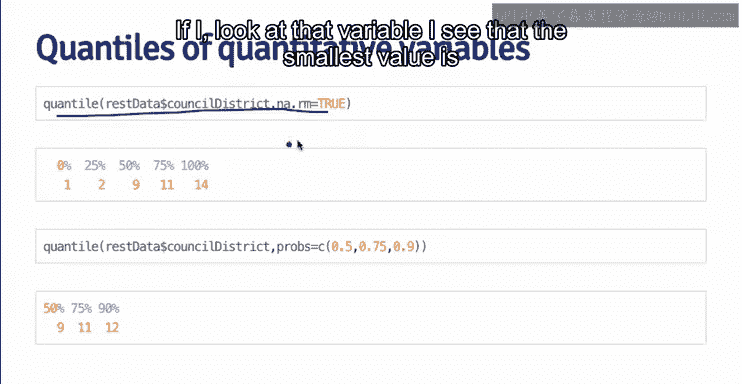 If I, look at that variable I see that the
smallest value is
Quantiles of quantitative variables
quantile(restData$councilDistrict,na.rm=TRUE)
0% 25% 50% 75% 100%
1 2 9 11 14
quantile(restData$councilDistrict,probs=c(0.5,0.75,0.9))
50% 75% 90%
9 11 12